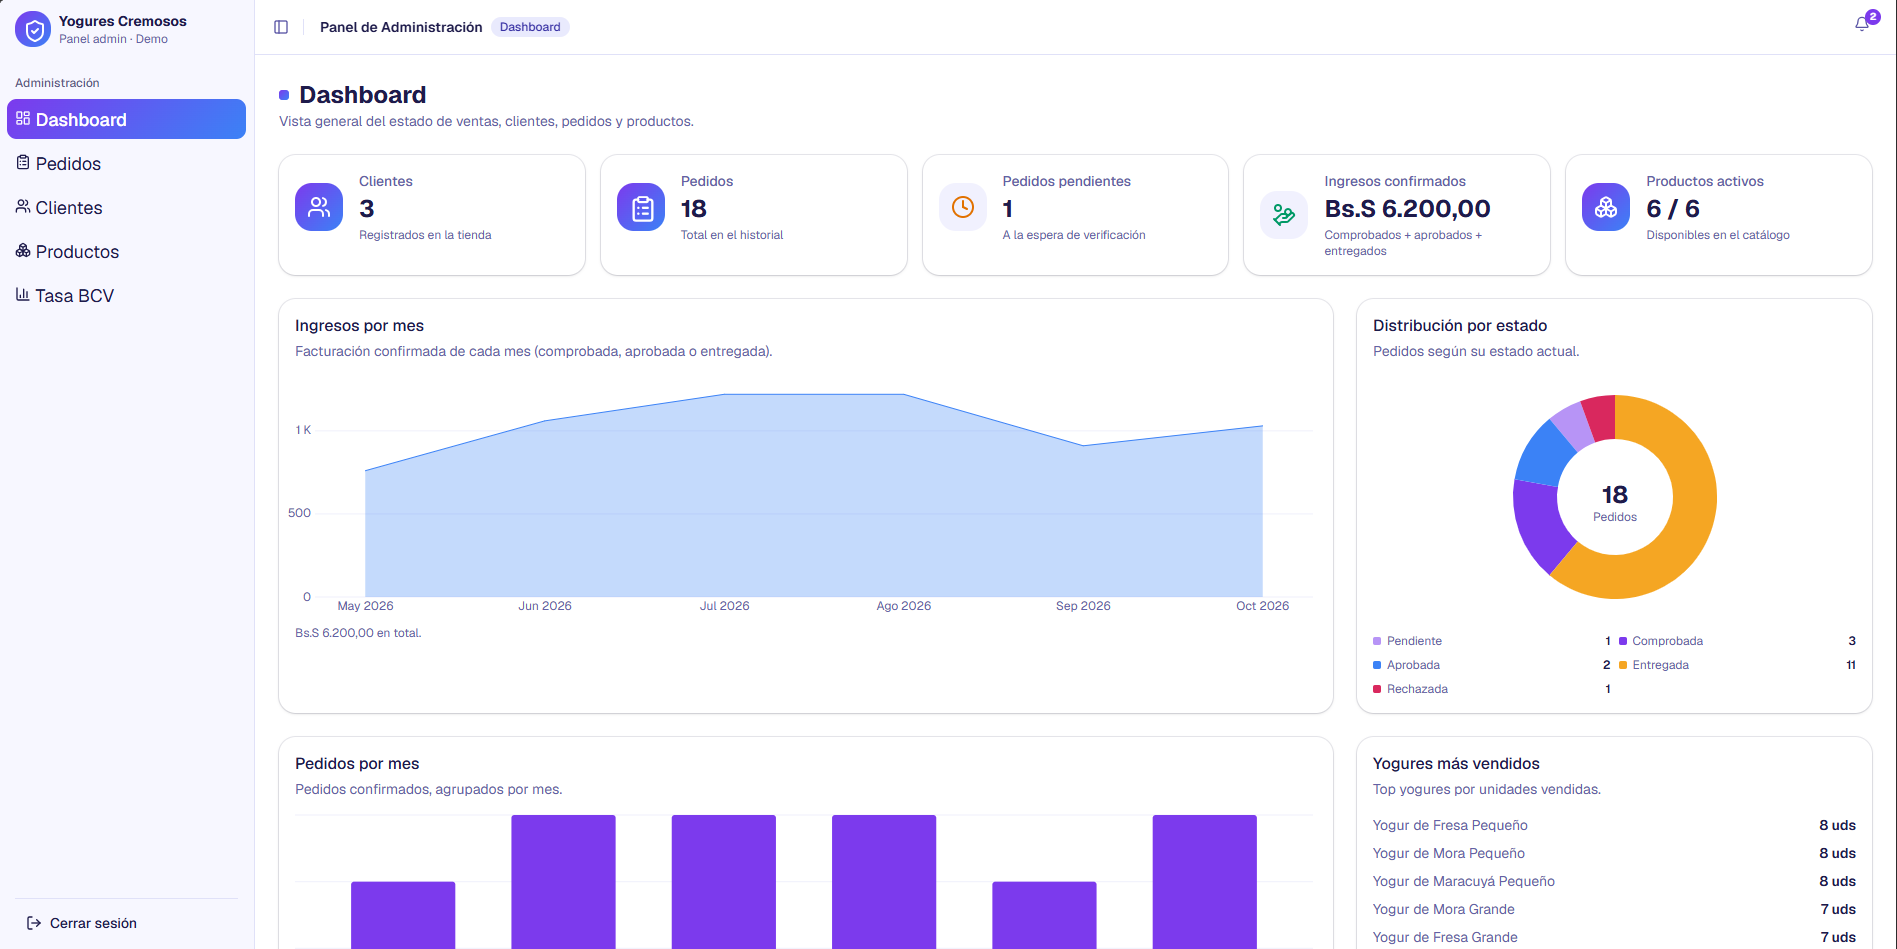 Yogures Cremosos
Panel admin · Demo
Administración
Dashboard
Pedidos
Clientes
Productos
Tasa BCV
Cerrar sesión
Panel de Administración
Dashboard
2
Dashboard
Vista general del estado de ventas, clientes, pedidos y productos.
Clientes
3
Registrados en la tienda
Pedidos
18
Total en el historial
Pedidos pendientes
1
A la espera de verificación
Ingresos confirmados
Bs.S 6.200,00
Comprobados + aprobados +
entregados
Productos activos
6 / 6
Disponibles en el catálogo
Ingresos por mes
Facturación confirmada de cada mes (comprobada, aprobada o entregada).
1 K
500
0
May 2026 Jun 2026 Jul 2026 Ago 2026 Sep 2026 Oct 2026
Bs.S 6.200,00 en total.
Distribución por estado
Pedidos según su estado actual.
18
Pedidos
Pendiente 1 Comprobada 3
Aprobada 2 Entregada 11
Rechazada 1
Pedidos por mes
Pedidos confirmados, agrupados por mes.
Yogures más vendidos
Top yogures por unidades vendidas.
Yogur de Fresa Pequeño 8 uds
Yogur de Mora Pequeño 8 uds
Yogur de Maracuyá Pequeño 8 uds
Yogur de Mora Grande 7 uds
Yogur de Fresa Grande 7 uds